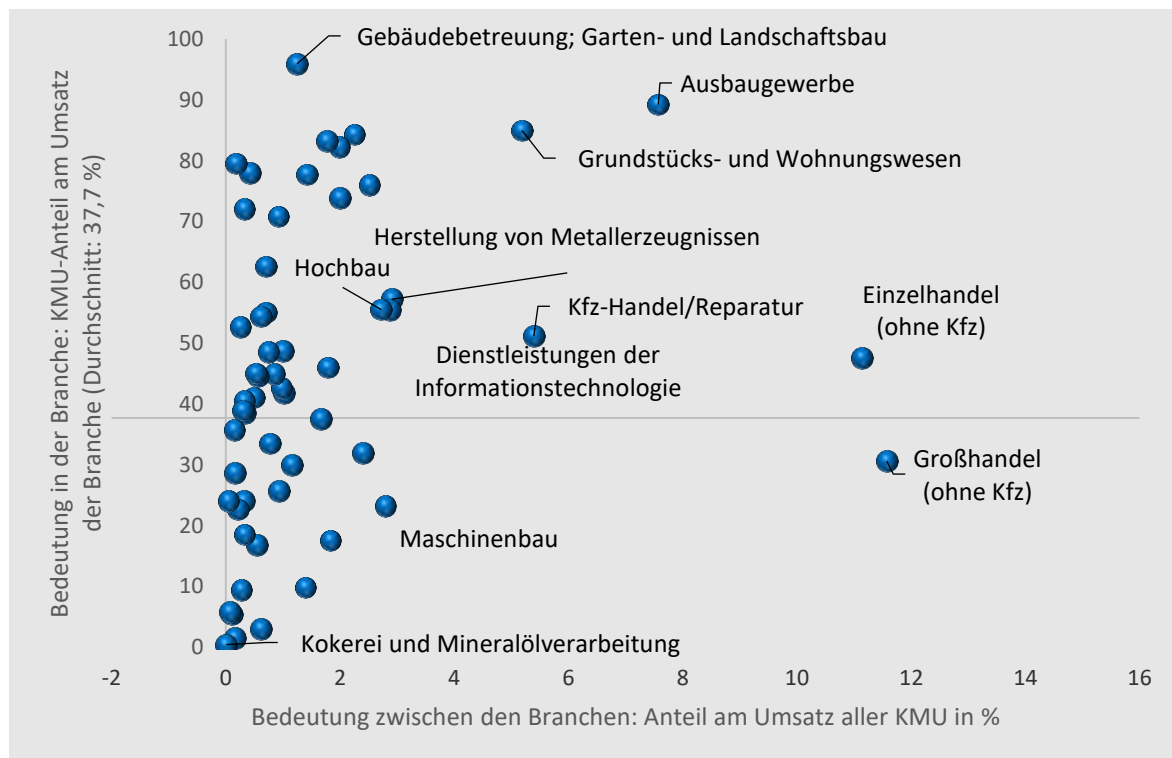 Bedeutung in der Branche: KMU-Anteil am Umsatz
der Branche (Durchschnitt: 37,7 %)
100
90
80
70
60
50
40
30
20
10
0
Gebäudebetreuung; Garten- und Landschaftsbau
Ausbaugewerbe
Grundstücks- und Wohnungswesen
Herstellung von Metallerzeugnissen
Hochbau
Kfz-Handel/Reparatur
Einzelhandel
(ohne Kfz)
Dienstleistungen der
Informationstechnologie
Großhandel
(ohne Kfz)
Maschinenbau
Kokerei und Mineralölverarbeitung
-2 0 2 4 6 8 10 12 14 16
Bedeutung zwischen den Branchen: Anteil am Umsatz aller KMU in %